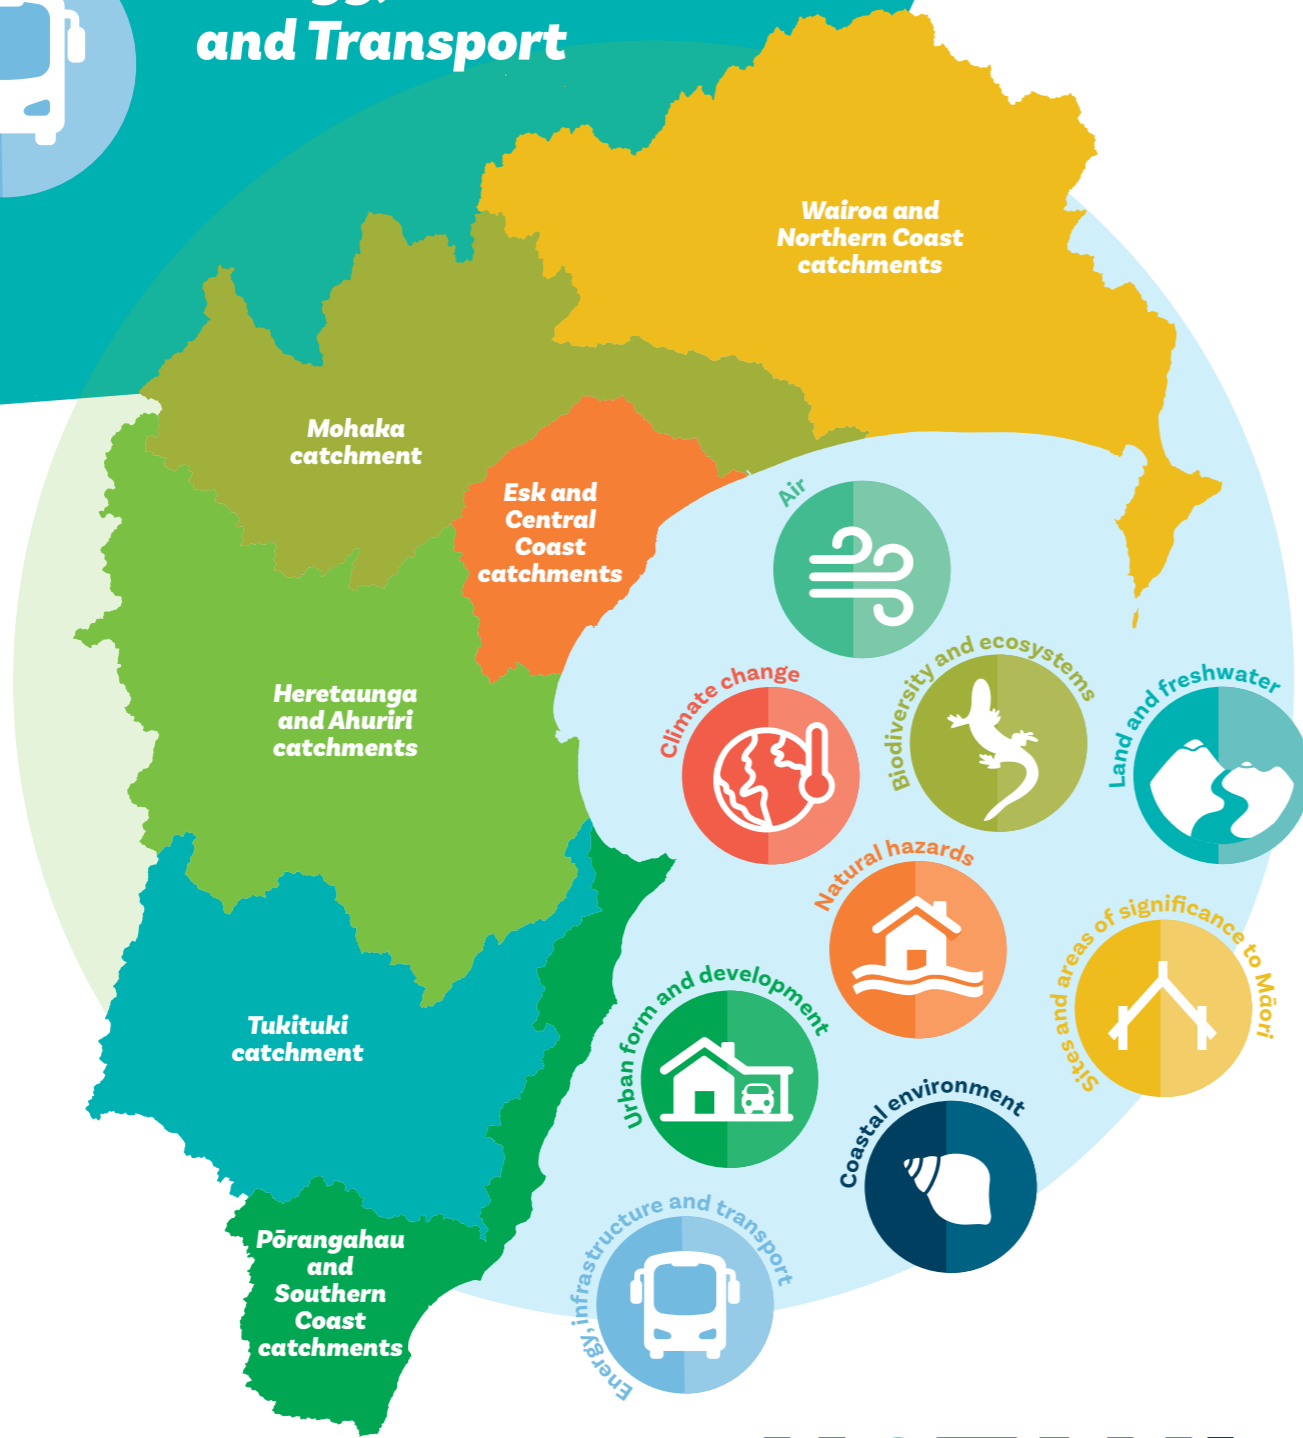 and Transport
Wairoa and
Northern Coast
catchments
Mohaka
catchment
Esk and
Central
Coast
catchments
Heretaunga
and Ahuriri
catchments
Tukituki
catchment
Pōrangahau
and
Southern
Coast
catchments
Air
Climate change
Biodiversity and ecosystems
Land and freshwater
Natural hazards
Sites and areas of significance to Māori
Urban form and development
Coastal environment
Energy, infrastructure and transport